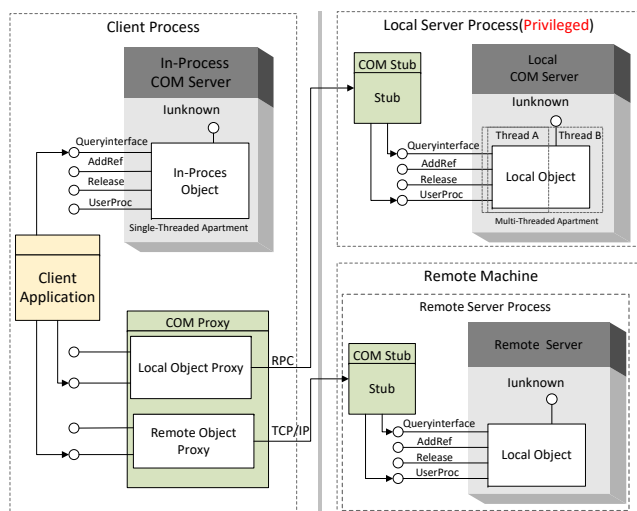 Client Process
In-Process
COM Server
Iunknown
Queryinterface
AddRef
Release
UserProc
In-Proces
Object
Single-Threaded Apartment
Client
Application
COM Proxy
Local Object Proxy
RPC
Remote Object
Proxy
TCP/IP
Local Server Process(Privileged)
COM Stub
Stub
Local
COM Server
Iunknown
Thread A
Thread B
Queryinterface
AddRef
Release
UserProc
Local Object
Multi-Threaded Apartment
Remote Machine
Remote Server Process
COM Stub
Stub
Remote Server
Iunknown
Queryinterface
AddRef
Release
UserProc
Local Object